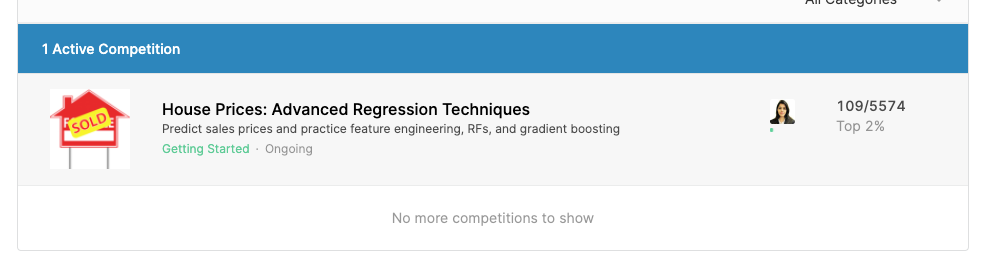 All Categories
1 Active Competition
SOLD
House Prices: Advanced Regression Techniques
109/5574
Predict sales prices and practice feature engineering, RFs, and gradient boosting
Top 2%
Getting Started · Ongoing
No more competitions to show